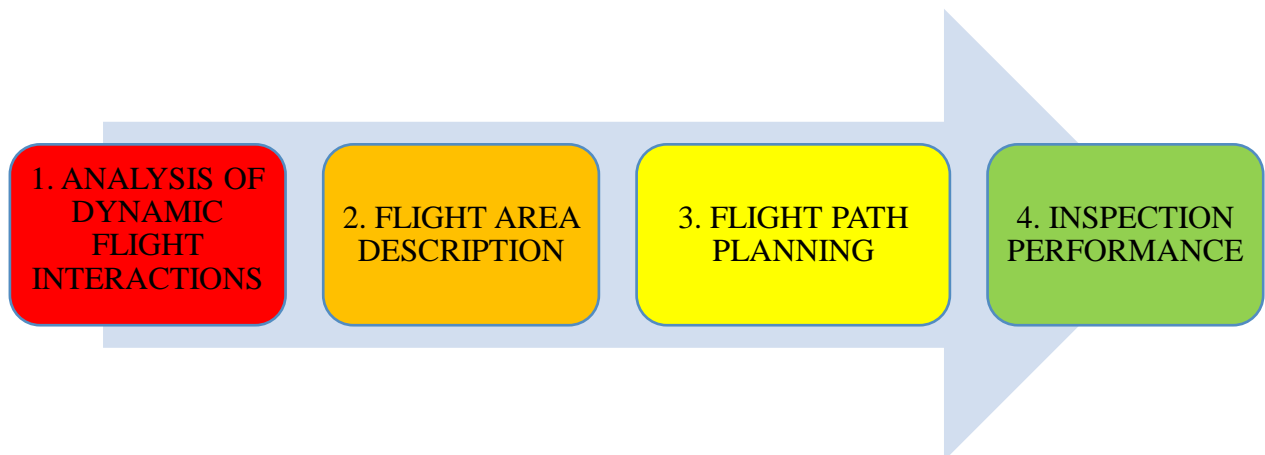 1. ANALYSIS OF
DYNAMIC
FLIGHT
INTERACTIONS
2. FLIGHT AREA
DESCRIPTION
3. FLIGHT PATH
PLANNING
4. INSPECTION
PERFORMANCE